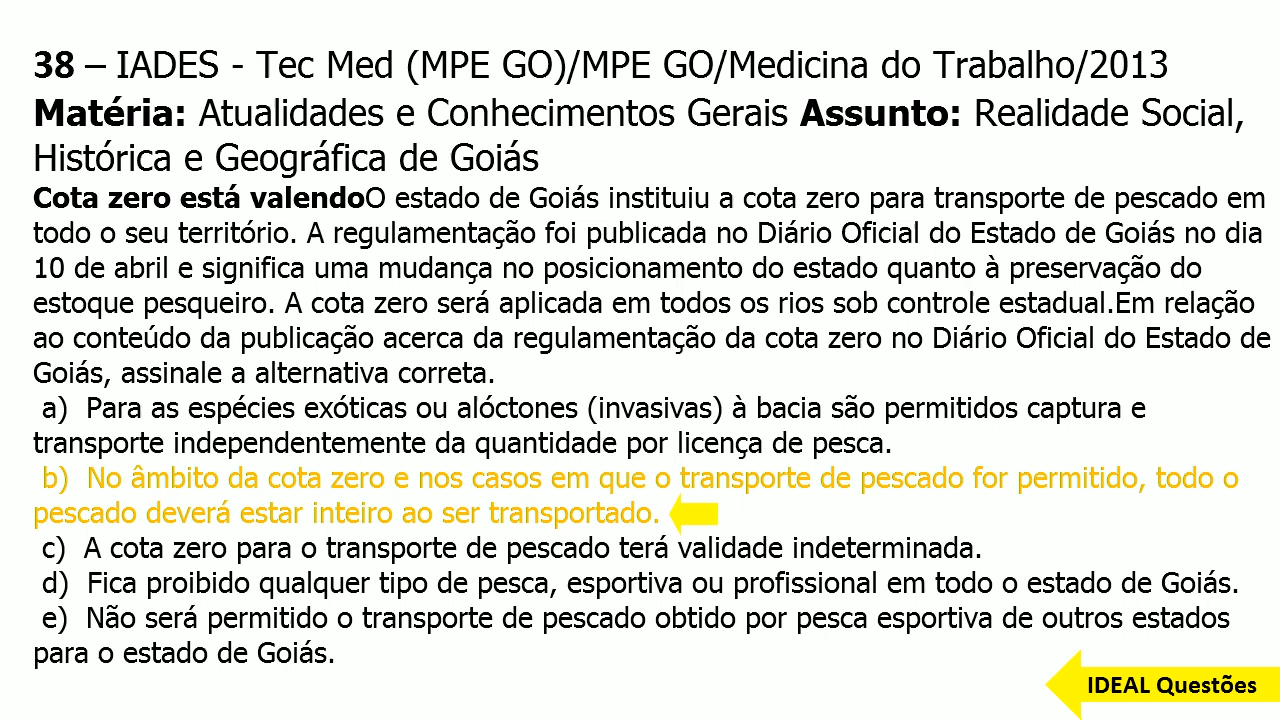 38 – IADES - Tec Med (MPE GO)/MPE GO/Medicina do Trabalho/2013
Matéria: Atualidades e Conhecimentos Gerais Assunto: Realidade Social,
Histórica e Geográfica de Goiás
Cota zero está valendoO estado de Goiás instituiu a cota zero para transporte de pescado em
todo o seu território. A regulamentação foi publicada no Diário Oficial do Estado de Goiás no dia
10 de abril e significa uma mudança no posicionamento do estado quanto à preservação do
estoque pesqueiro. A cota zero será aplicada em todos os rios sob controle estadual.Em relação
ao conteúdo da publicação acerca da regulamentação da cota zero no Diário Oficial do Estado de
Goiás, assinale a alternativa correta.
a) Para as espécies exóticas ou alóctones (invasivas) à bacia são permitidos captura e
transporte independentemente da quantidade por licença de pesca.
b) No âmbito da cota zero e nos casos em que o transporte de pescado for permitido, todo o
pescado deverá estar inteiro ao ser transportado.
c) A cota zero para o transporte de pescado terá validade indeterminada.
d) Fica proibido qualquer tipo de pesca, esportiva ou profissional em todo o estado de Goiás.
e) Não será permitido o transporte de pescado obtido por pesca esportiva de outros estados
para o estado de Goiás.
IDEAL Questões